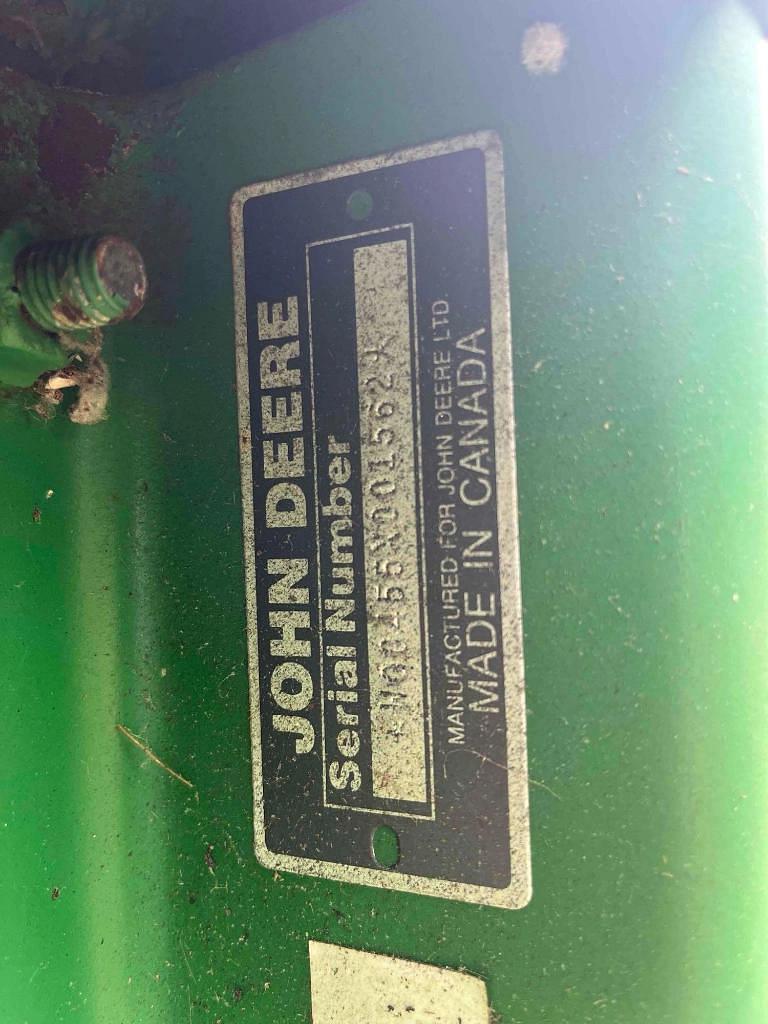 JOHN DEERE
Serial Number
MANUFACTURED FOR JOHN DEERE LTD.
MADE IN CANADA